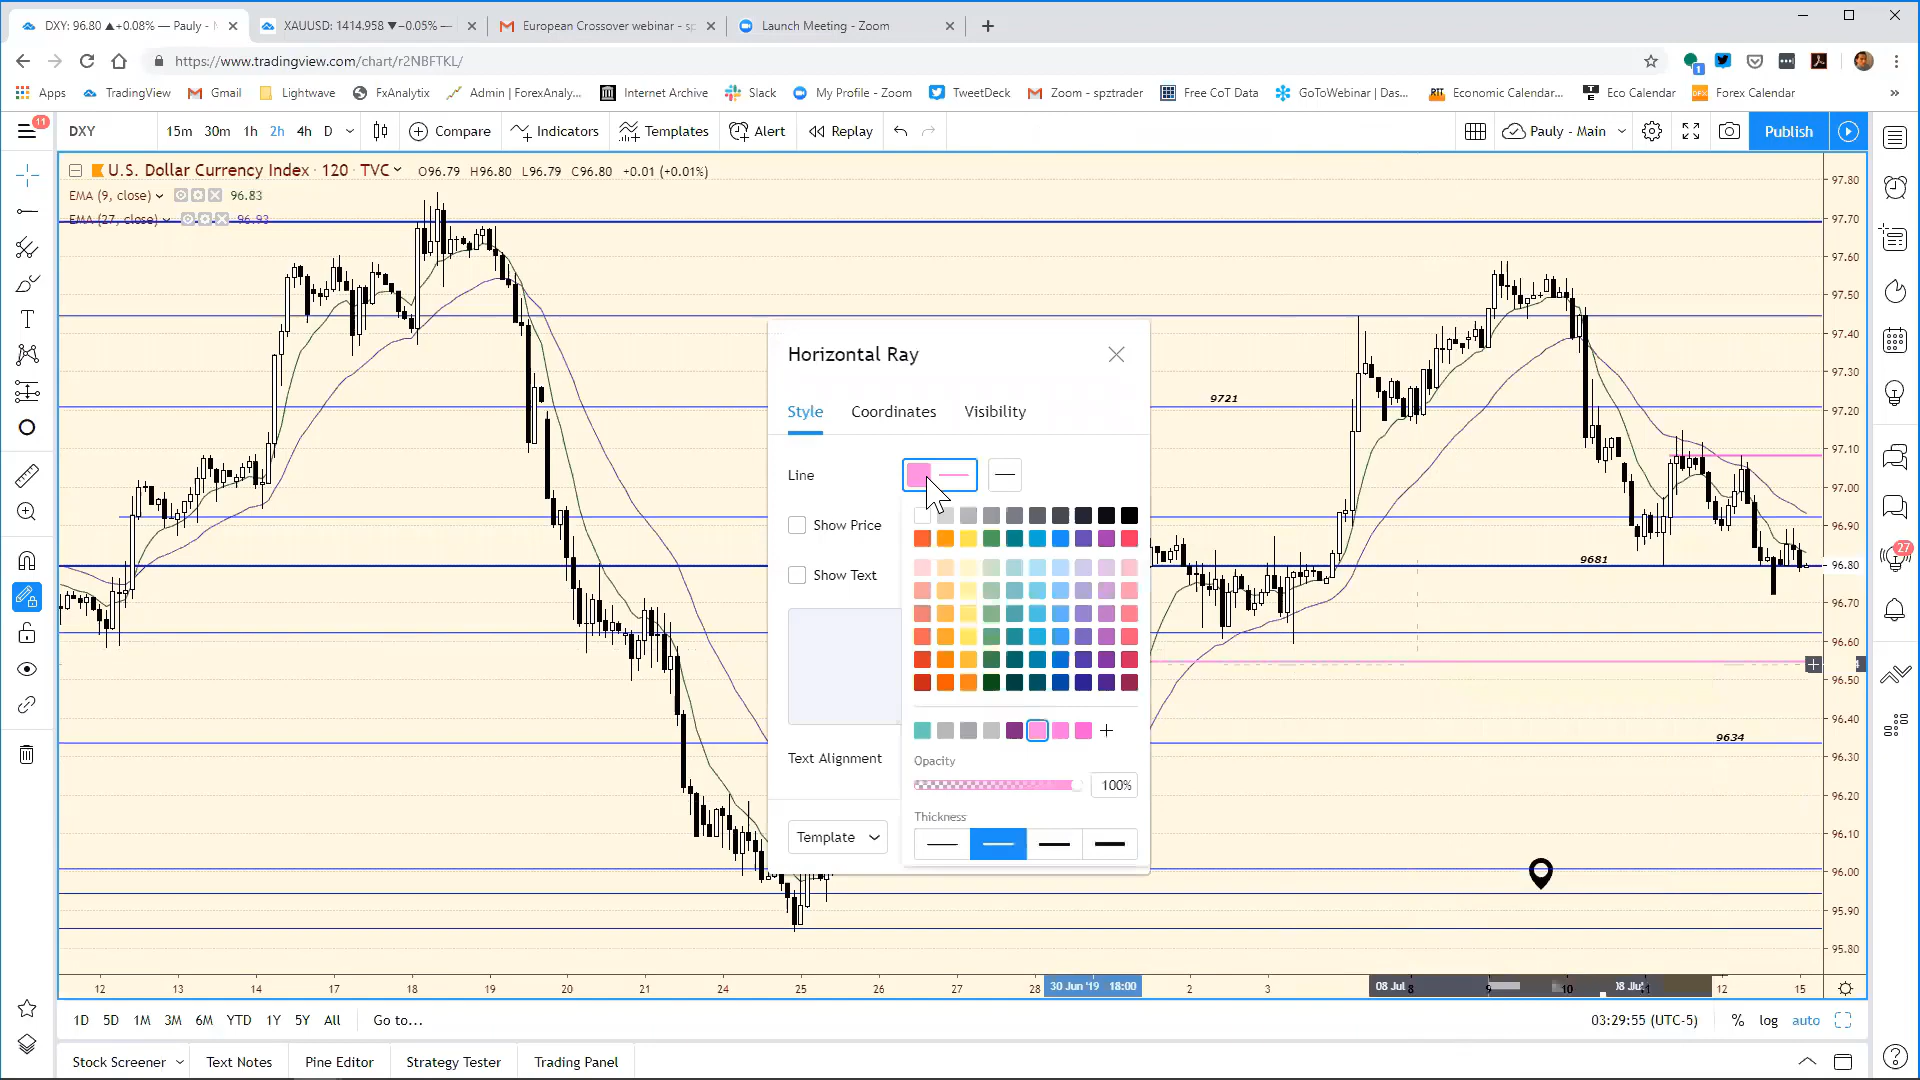 DXY: 96.80 ▲+0.08% — Pauly -
XAUUSD: 1414.958 ▼−0.05% —
European Crossover webinar - sp
Launch Meeting - Zoom
https://www.tradingview.com/chart/r2NBFTKL/
1
Apps TradingView Gmail Lightwave FxAnalytix Admin | ForexAnaly... Internet Archive Slack My Profile - Zoom TweetDeck Zoom - spztrader Free CoT Data GoToWebinar | Das... Economic Calendar... Eco Calendar Forex Calendar »
11
DXY 15m 30m 1h 2h 4h D Compare Indicators Templates Alert Replay Pauly - Main Publish
U.S. Dollar Currency Index · 120 · TVC O96.79 H96.80 L96.79 C96.80 +0.01 (+0.01%)
EMA (9, close) 96.83
EMA (27, close) 96.93
97.80
97.70
97.60
97.50
97.40
97.30
97.20
97.10
97.00
96.90
96.80
96.70
96.60
96.50
96.40
96.30
96.20
96.10
96.00
95.90
95.80
9721
9681
9634
27
Horizontal Ray
Style Coordinates Visibility
Line
Show Price
Show Text
Text Alignment
Template
Opacity
100%
Thickness
12 13 14 17 18 19 20 21 24 25 26 27 28 30 Jun '19 18:00 2 3 08 Jul 8 9 10 11 12 15
1D 5D 1M 3M 6M YTD 1Y 5Y All Go to... 03:29:55 (UTC-5) % log auto
Stock Screener Text Notes Pine Editor Strategy Tester Trading Panel